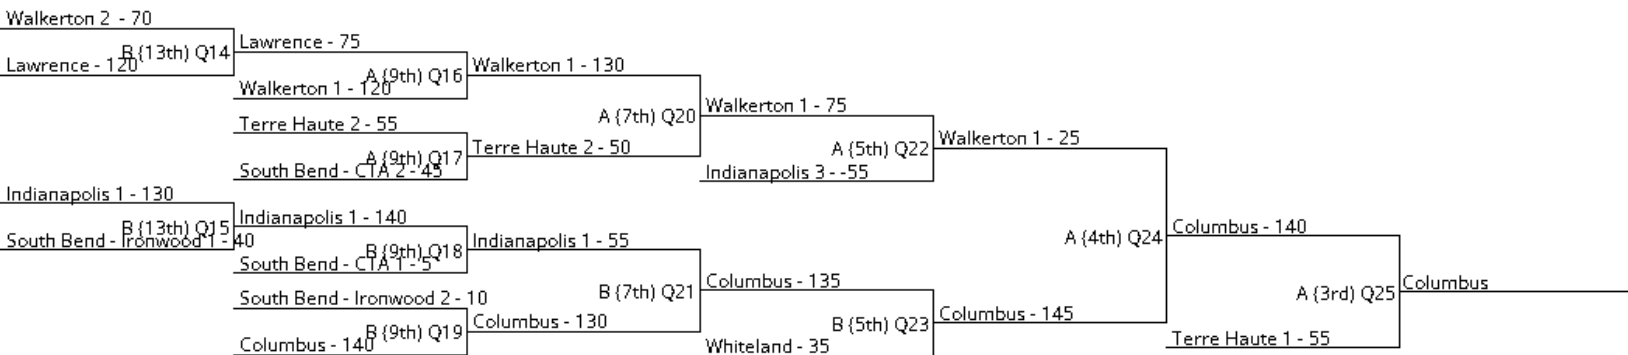 Walkerton 2 - 70
B (13th) Q14
Lawrence - 120
Lawrence - 75
A (9th) Q16
Walkerton 1 - 120
Walkerton 1 - 130
Terre Haute 2 - 55
A (9th) Q17
South Bend - CTA 2 - 45
Terre Haute 2 - 50
A (7th) Q20
Walkerton 1 - 75
A (5th) Q22
Indianapolis 3 - -55
Walkerton 1 - 25
Indianapolis 1 - 130
B (13th) Q15
South Bend - Ironwood 1 - 40
Indianapolis 1 - 140
B (9th) Q18
South Bend - CTA 1 - 5
Indianapolis 1 - 55
South Bend - Ironwood 2 - 10
B (9th) Q19
Columbus - 140
Columbus - 130
B (7th) Q21
Columbus - 135
B (5th) Q23
Whiteland - 35
Columbus - 145
A (4th) Q24
Columbus - 140
A (3rd) Q25
Terre Haute 1 - 55
Columbus